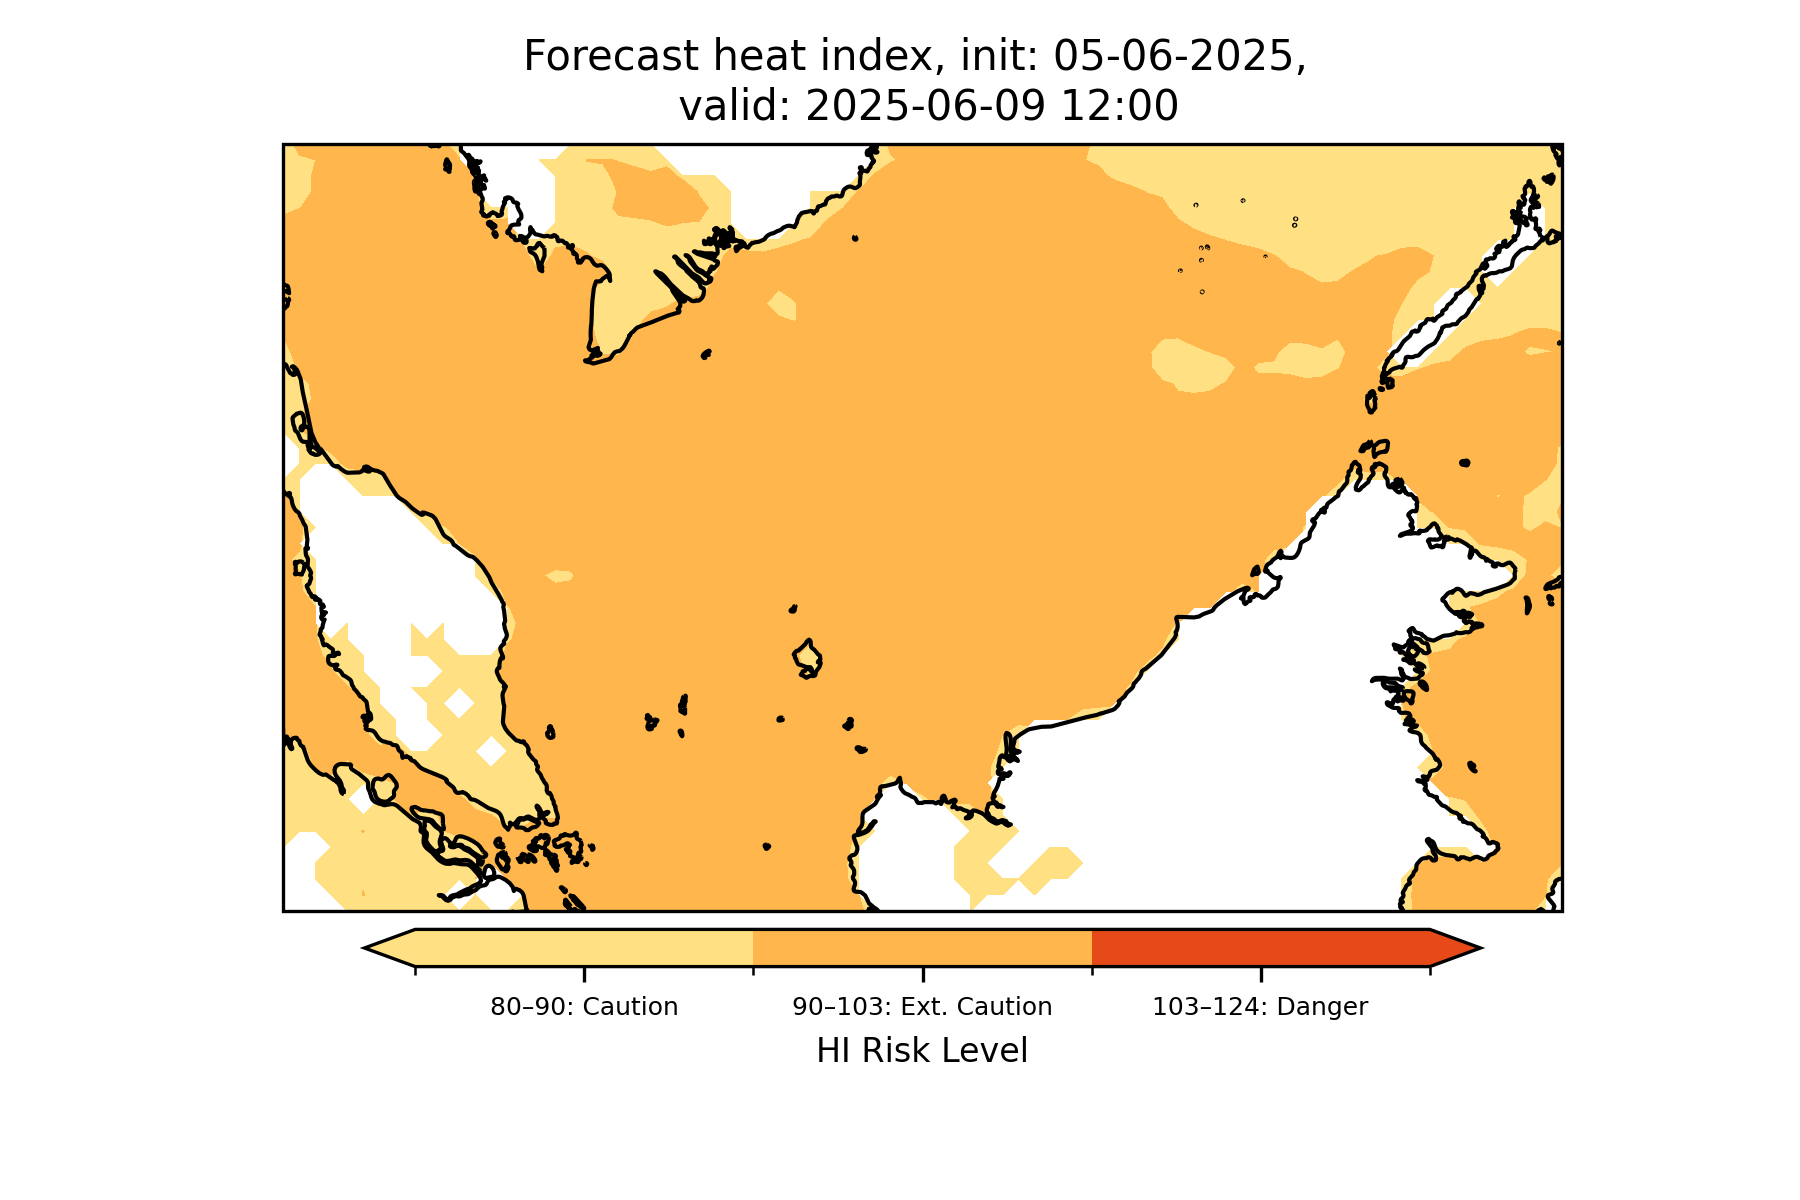 Forecast heat index, init: 05-06-2025,
valid: 2025-06-09 12:00
80–90: Caution
90–103: Ext. Caution
103–124: Danger
HI Risk Level